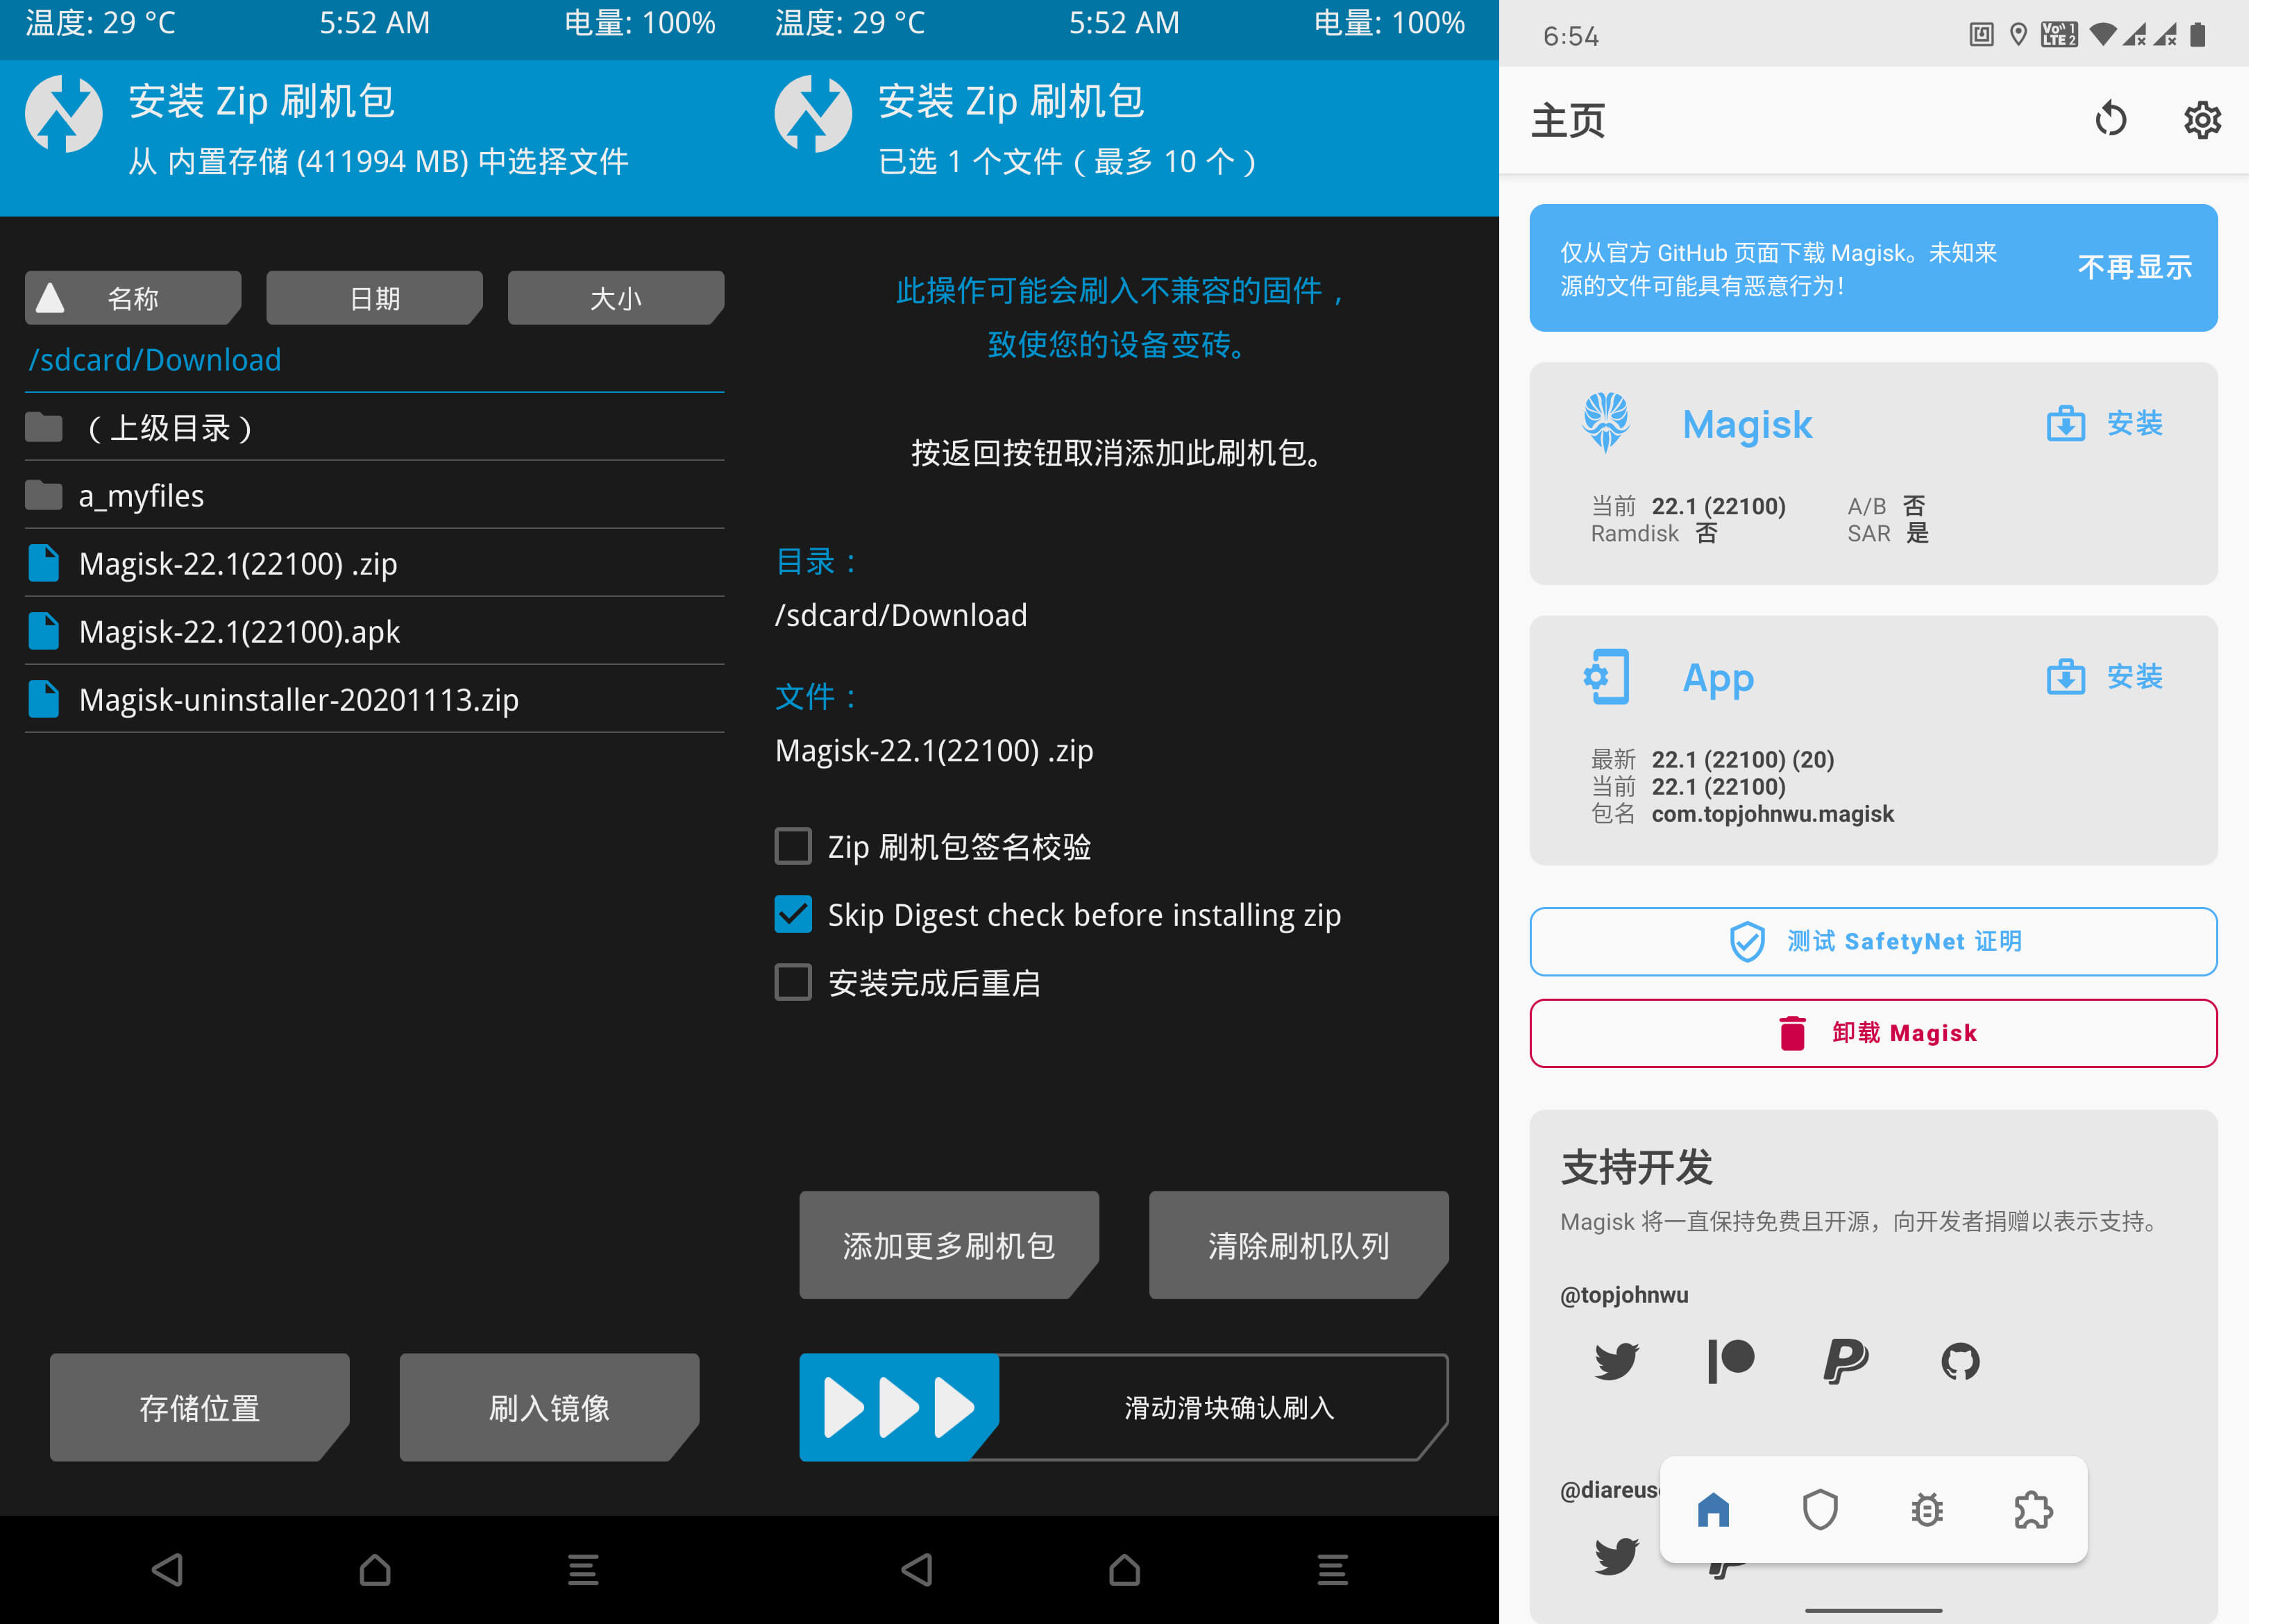 温度: 29 °C 5:52 AM 电量: 100%
安装 Zip 刷机包
从 内置存储 (411994 MB) 中选择文件
名称 日期 大小
/sdcard/Download
（上级目录）
a_myfiles
Magisk-22.1(22100) .zip
Magisk-22.1(22100).apk
Magisk-uninstaller-20201113.zip
存储位置 刷入镜像
温度: 29 °C 5:52 AM 电量: 100%
安装 Zip 刷机包
已选 1 个文件（最多 10 个）
此操作可能会刷入不兼容的固件，
致使您的设备变砖。
按返回按钮取消添加此刷机包。
目录：
/sdcard/Download
文件：
Magisk-22.1(22100) .zip
Zip 刷机包签名校验
Skip Digest check before installing zip
安装完成后重启
添加更多刷机包 清除刷机队列
滑动滑块确认刷入
6:54 VoLTE 1 2
主页
仅从官方 GitHub 页面下载 Magisk。未知来
源的文件可能具有恶意行为！
不再显示
Magisk 安装
当前 22.1 (22100) A/B 否
Ramdisk 否 SAR 是
App 安装
最新 22.1 (22100) (20)
当前 22.1 (22100)
包名 com.topjohnwu.magisk
测试 SafetyNet 证明
卸载 Magisk
支持开发
Magisk 将一直保持免费且开源，向开发者捐赠以表示支持。
@topjohnwu
@diareus